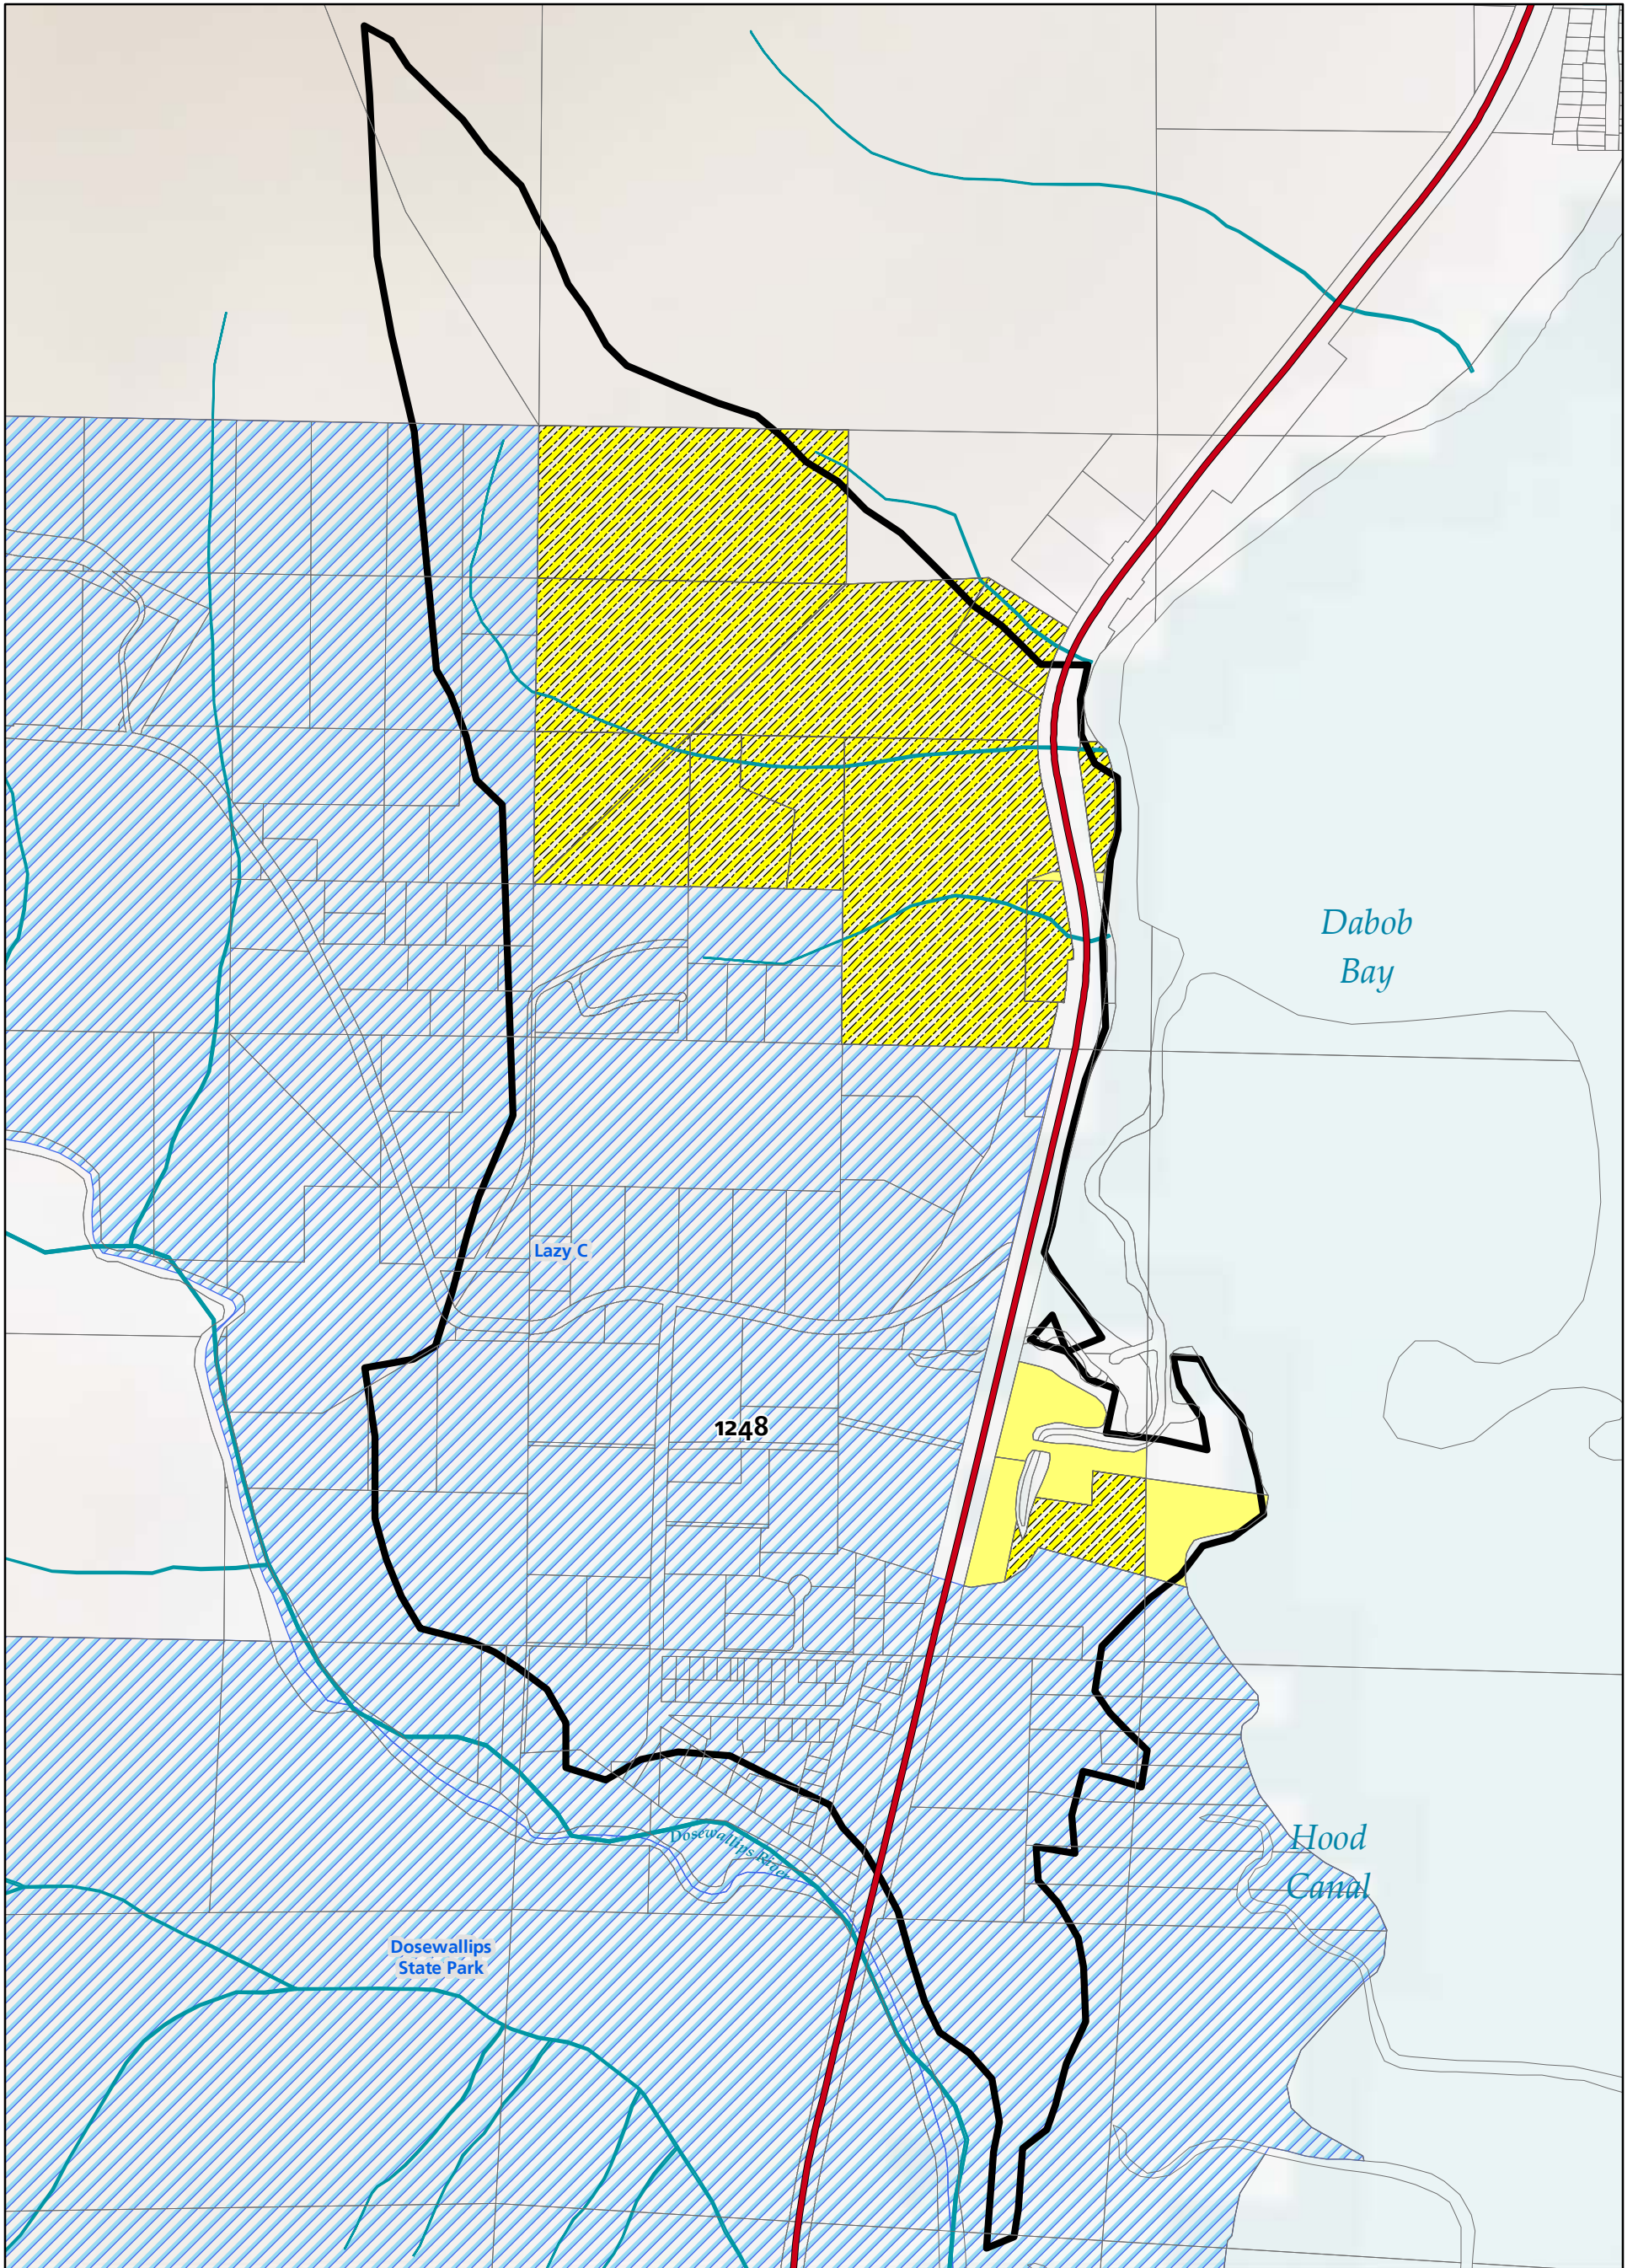 Dabob
Bay
Lazy C
1248
Dosewallips River
Hood
Canal
Dosewallips
State Park